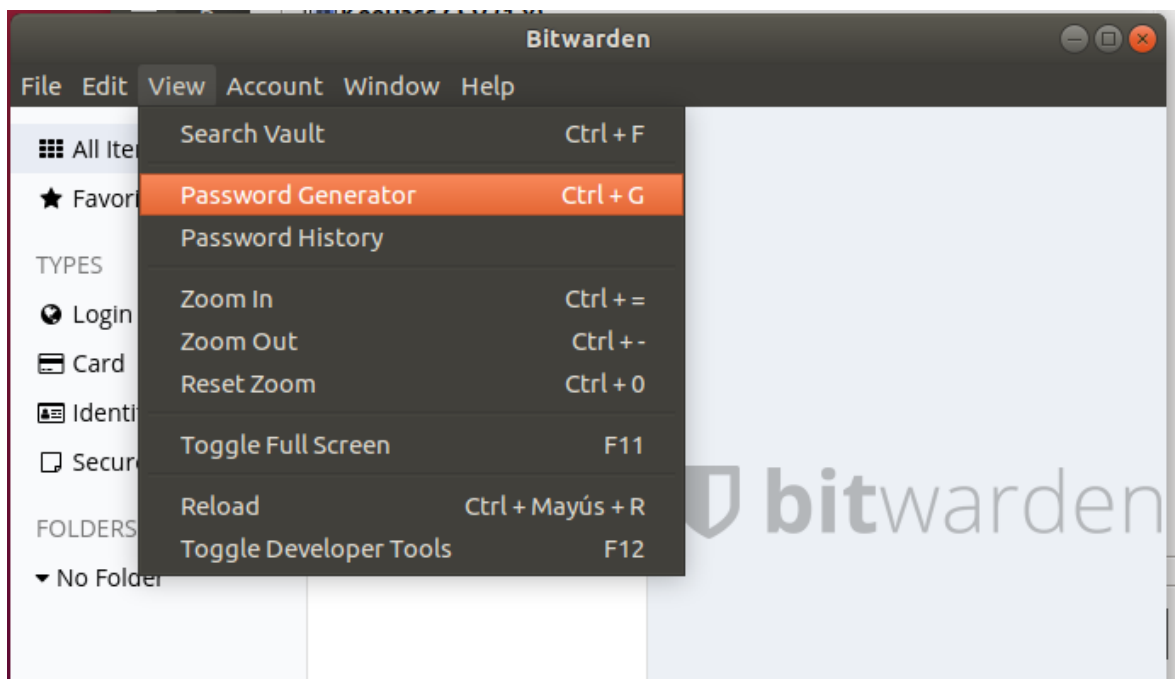 Bitwarden
File Edit View Account Window Help
Search Vault Ctrl + F
All Ite
Password Generator Ctrl + G
Favori
Password History
TYPES
Zoom In Ctrl + =
Login
Zoom Out Ctrl + -
Card
Reset Zoom Ctrl + 0
Identi
Toggle Full Screen F11
Secure
Reload Ctrl + Mayús + R
bitwarden
FOLDERS
Toggle Developer Tools F12
No Folder